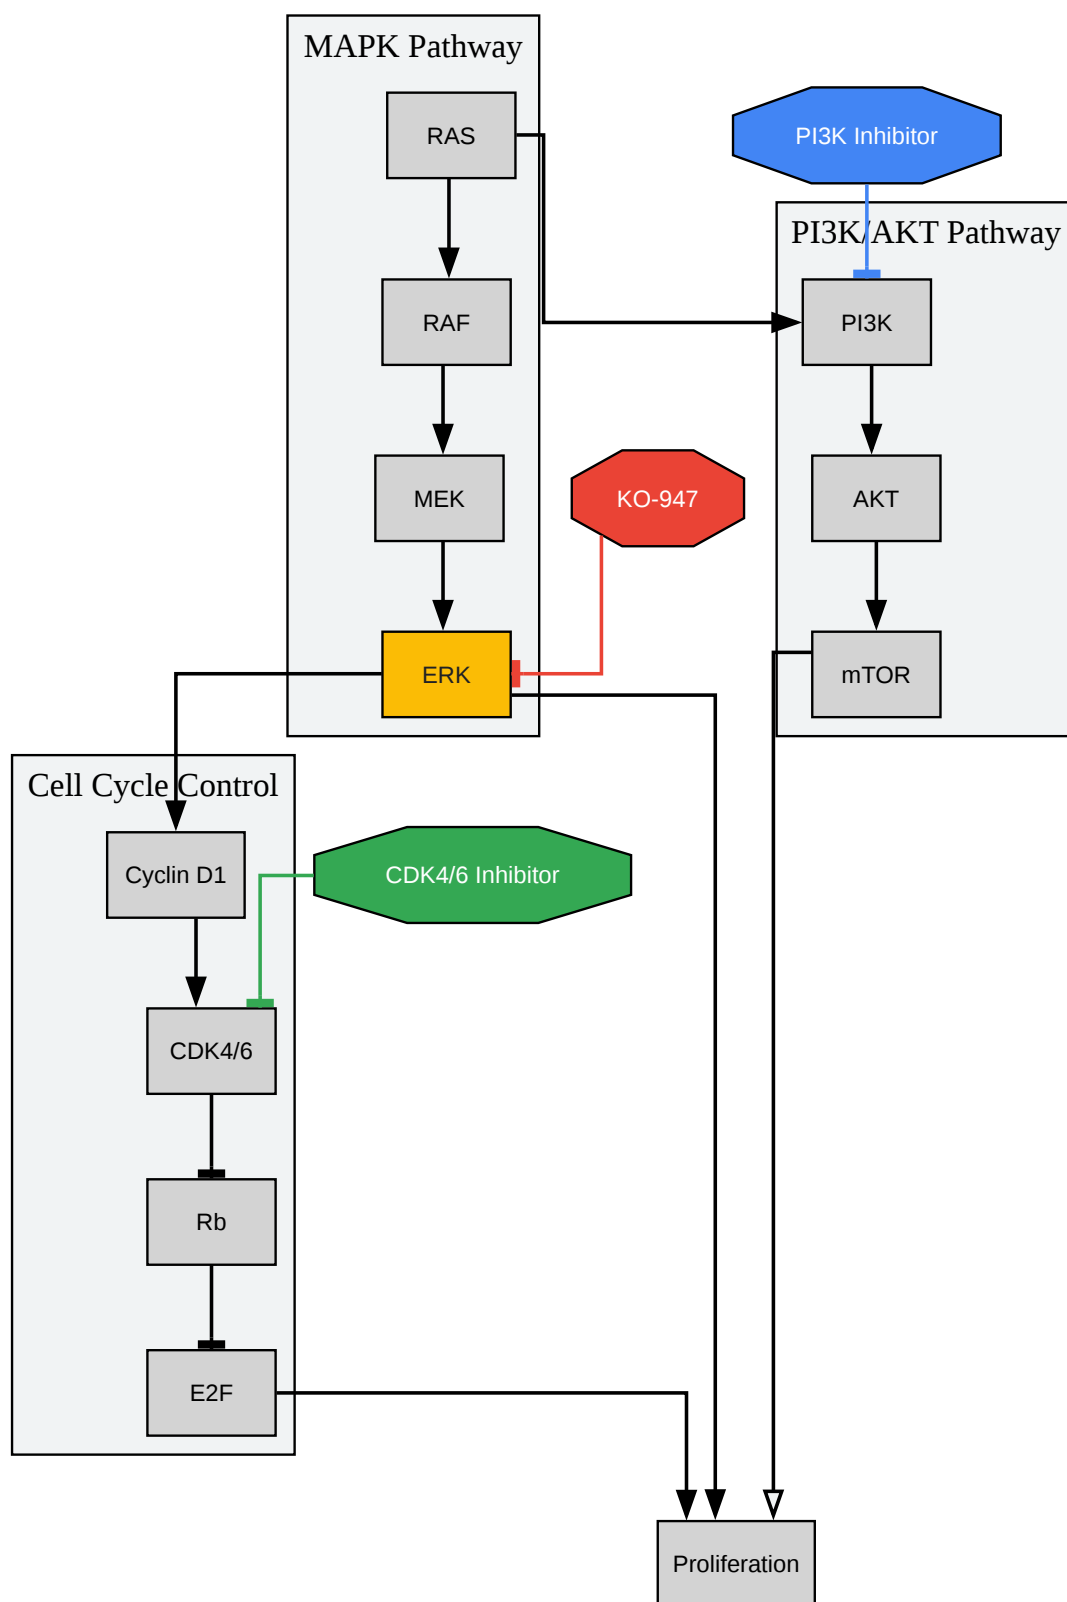 MAPK Pathway
RAS
PI3K Inhibitor
PI3K/AKT Pathway
RAF
PI3K
MEK
KO-947
AKT
ERK
mTOR
Cell Cycle Control
Cyclin D1
CDK4/6 Inhibitor
CDK4/6
Rb
E2F
Proliferation